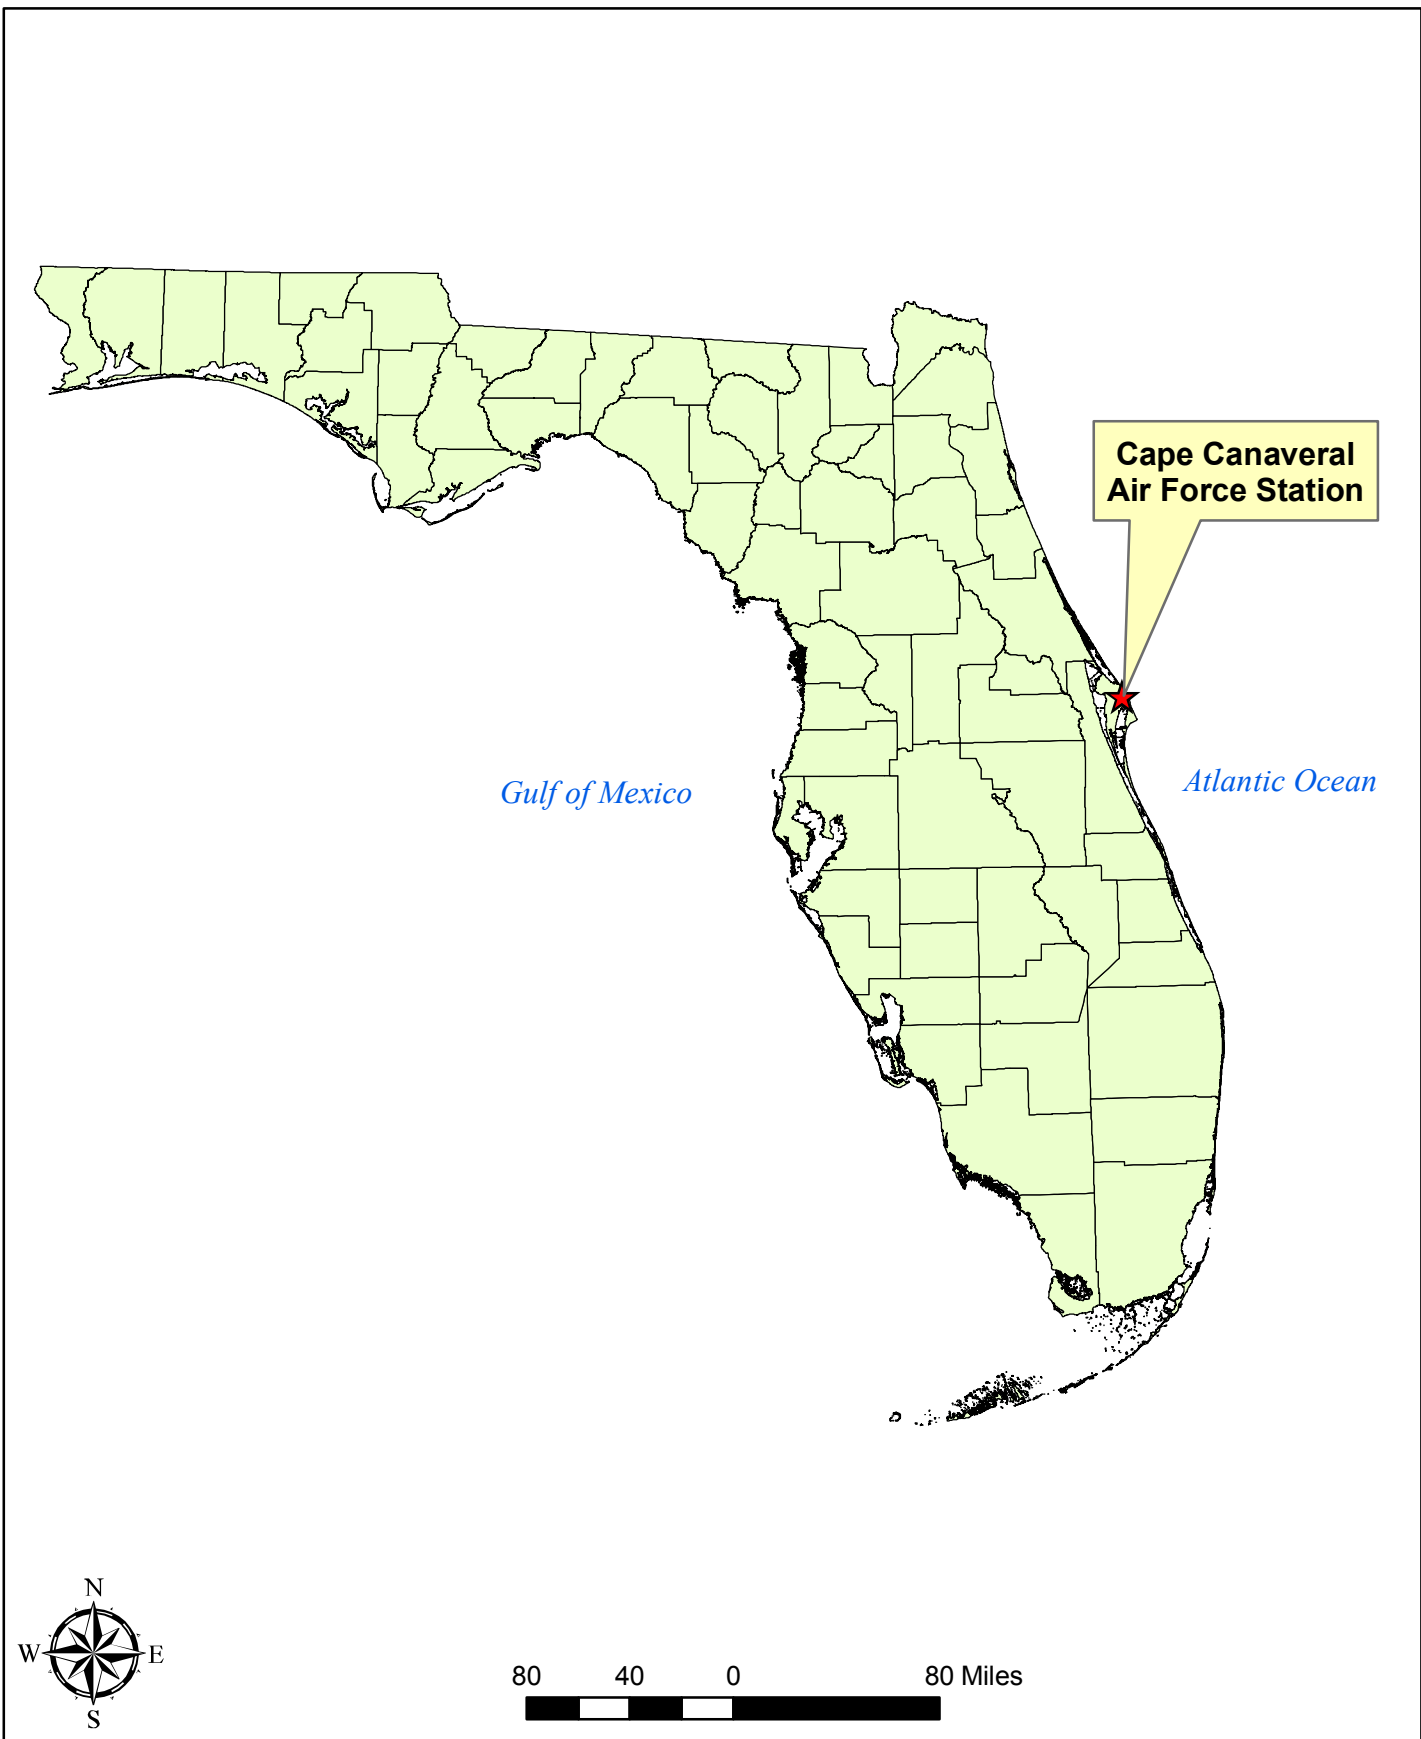 Cape Canaveral
Air Force Station
Gulf of Mexico
Atlantic Ocean
N
W E
S
80 40 0 80 Miles